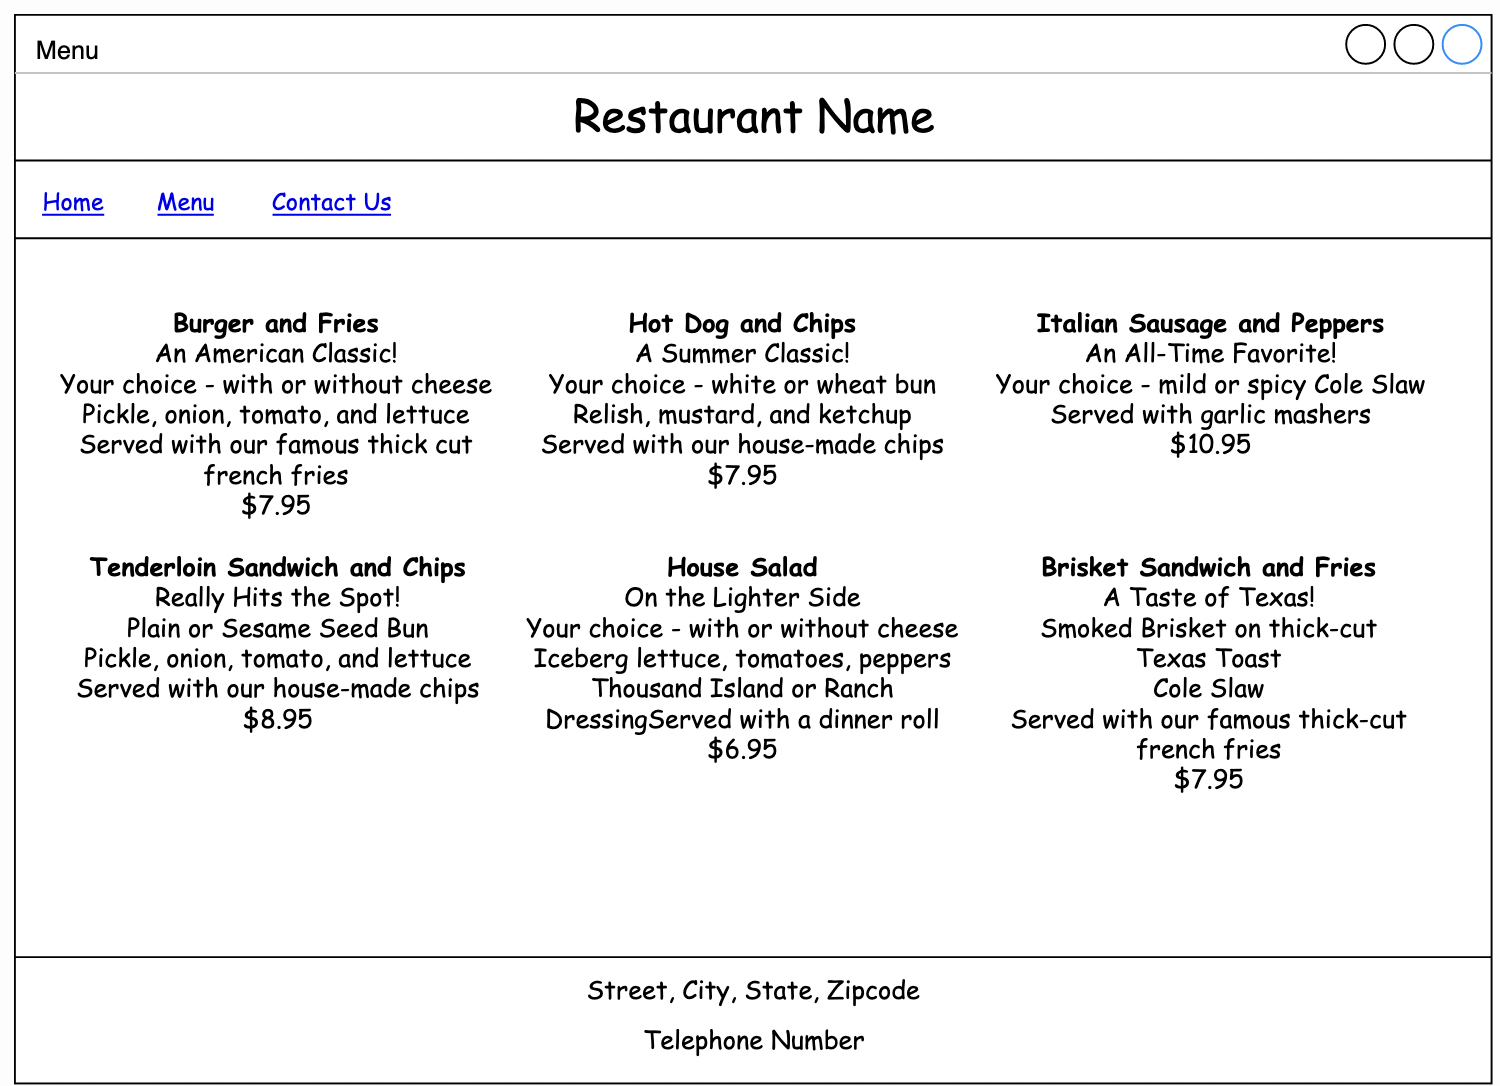 Menu
Restaurant Name
Home Menu Contact Us
Burger and Fries
An American Classic!
Your choice - with or without cheese
Pickle, onion, tomato, and lettuce
Served with our famous thick cut
french fries
$7.95
Hot Dog and Chips
A Summer Classic!
Your choice - white or wheat bun
Relish, mustard, and ketchup
Served with our house-made chips
$7.95
Italian Sausage and Peppers
An All-Time Favorite!
Your choice - mild or spicy Cole Slaw
Served with garlic mashers
$10.95
Tenderloin Sandwich and Chips
Really Hits the Spot!
Plain or Sesame Seed Bun
Pickle, onion, tomato, and lettuce
Served with our house-made chips
$8.95
House Salad
On the Lighter Side
Your choice - with or without cheese
Iceberg lettuce, tomatoes, peppers
Thousand Island or Ranch
DressingServed with a dinner roll
$6.95
Brisket Sandwich and Fries
A Taste of Texas!
Smoked Brisket on thick-cut
Texas Toast
Cole Slaw
Served with our famous thick-cut
french fries
$7.95
Street, City, State, Zipcode
Telephone Number